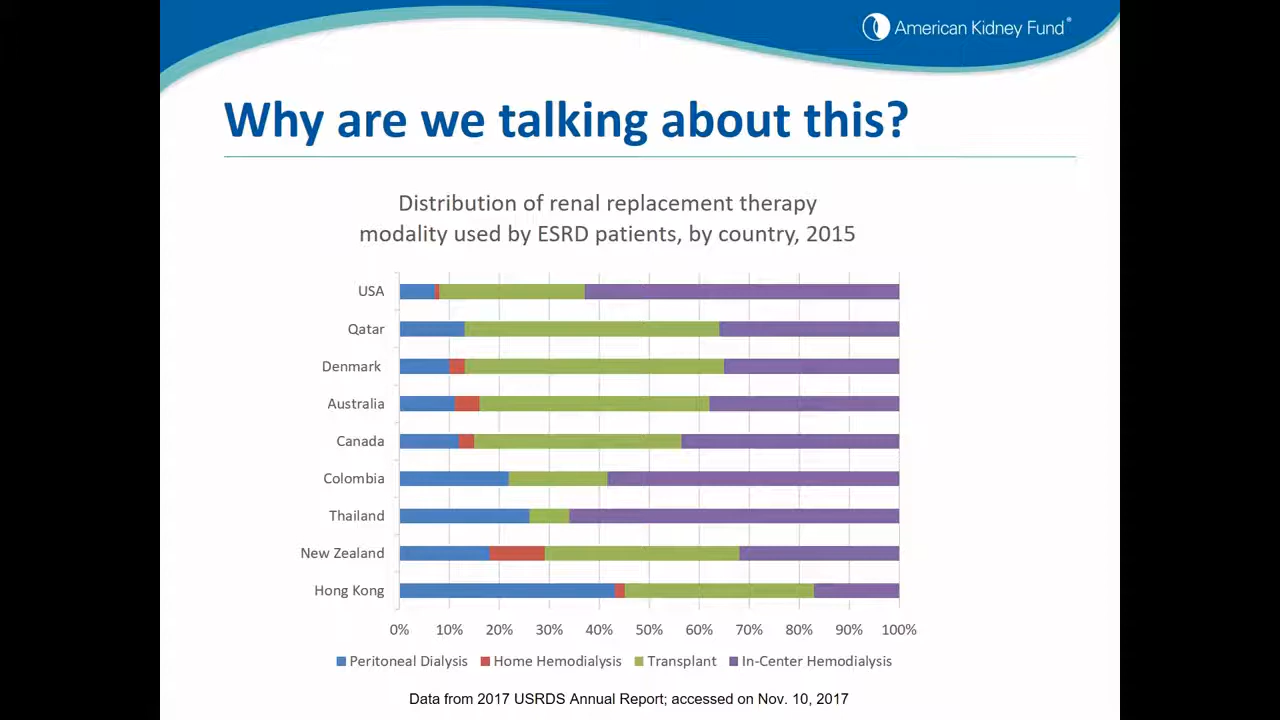 American Kidney Fund®
Why are we talking about this?
Distribution of renal replacement therapy
modality used by ESRD patients, by country, 2015
USA
Qatar
Denmark
Australia
Canada
Colombia
Thailand
New Zealand
Hong Kong
0% 10% 20% 30% 40% 50% 60% 70% 80% 90% 100%
Peritoneal Dialysis Home Hemodialysis Transplant In-Center Hemodialysis
Data from 2017 USRDS Annual Report; accessed on Nov. 10, 2017